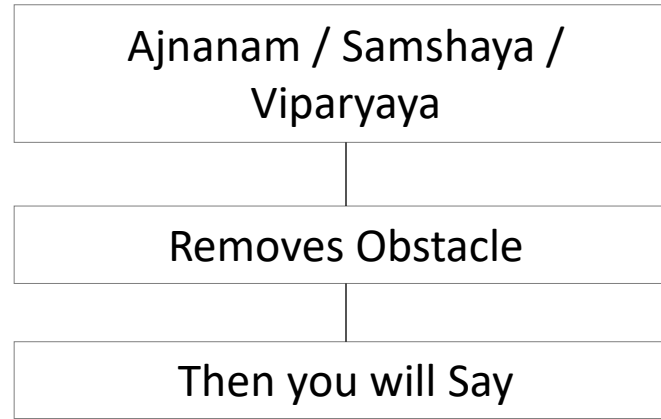 Ajnanam / Samshaya /
Viparyaya
Removes Obstacle
Then you will Say